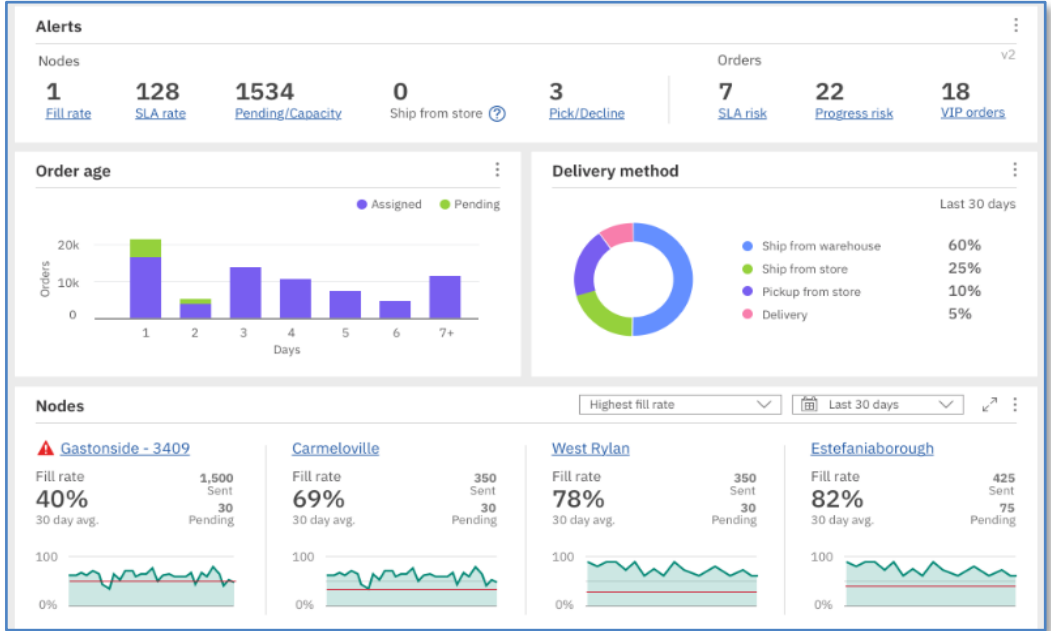 Alerts
Nodes
Orders
v2
1
128
1534
0
3
7
22
18
Fill rate
SLA rate
Pending/Capacity
Ship from store ?
Pick/Decline
SLA risk
Progress risk
VIP orders
Order age
Assigned
Pending
20k
10k
0
Orders
1 2 3 4 5 6 7+
Days
Delivery method
Last 30 days
Ship from warehouse 60%
Ship from store 25%
Pickup from store 10%
Delivery 5%
Nodes
Highest fill rate
Last 30 days
Gastonside - 3409
Fill rate
40%
30 day avg.
1,500
Sent
30
Pending
100
0%
Carmeloville
Fill rate
69%
30 day avg.
350
Sent
30
Pending
100
0%
West Rylan
Fill rate
78%
30 day avg.
350
Sent
30
Pending
100
0%
Estefaniaborough
Fill rate
82%
30 day avg.
425
Sent
75
Pending
100
0%